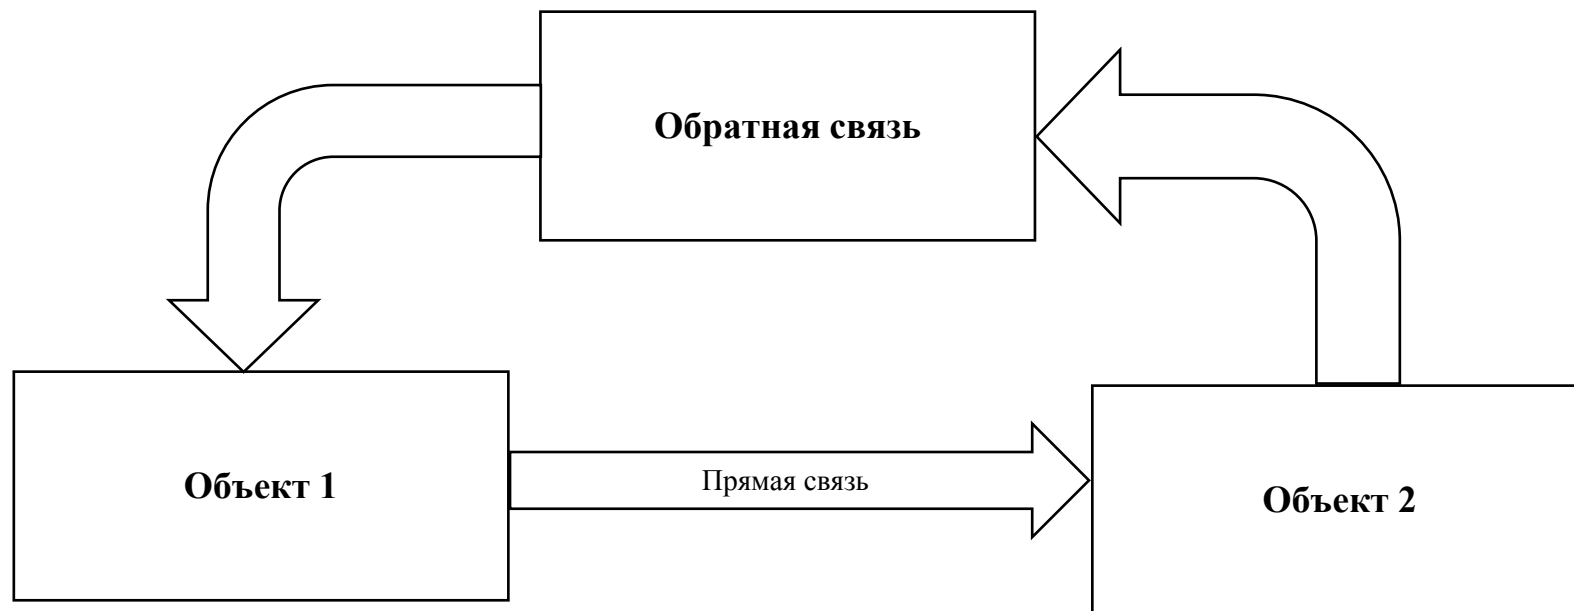 Обратная связь
Объект 1
Прямая связь
Объект 2